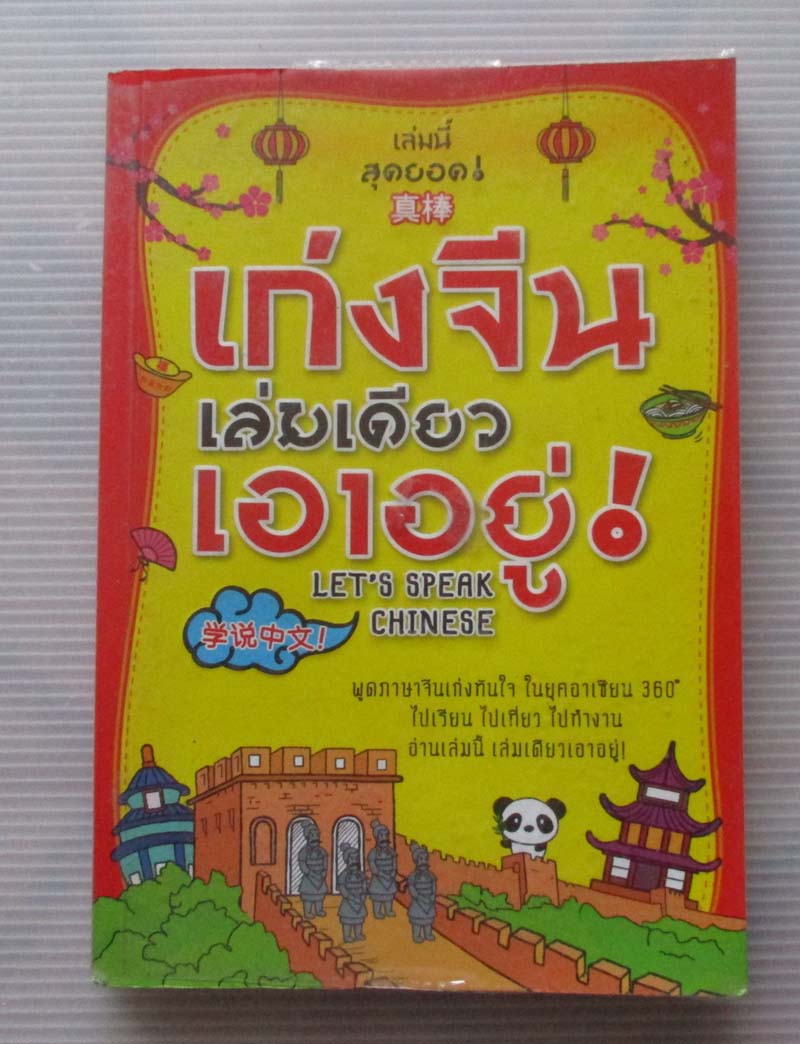 เล่มนี้
สุดยอด!
真棒
เก่งจีน
เล่มเดียว
เอาอยู่!
LET'S SPEAK
CHINESE
学说中文!
พูดภาษาจีนเก่งทันใจ ในยุคอาเซียน 360°
ไปเรียน ไปเที่ยว ไปทำงาน
อ่านเล่มนี้ เล่มเดียวเอาอยู่!